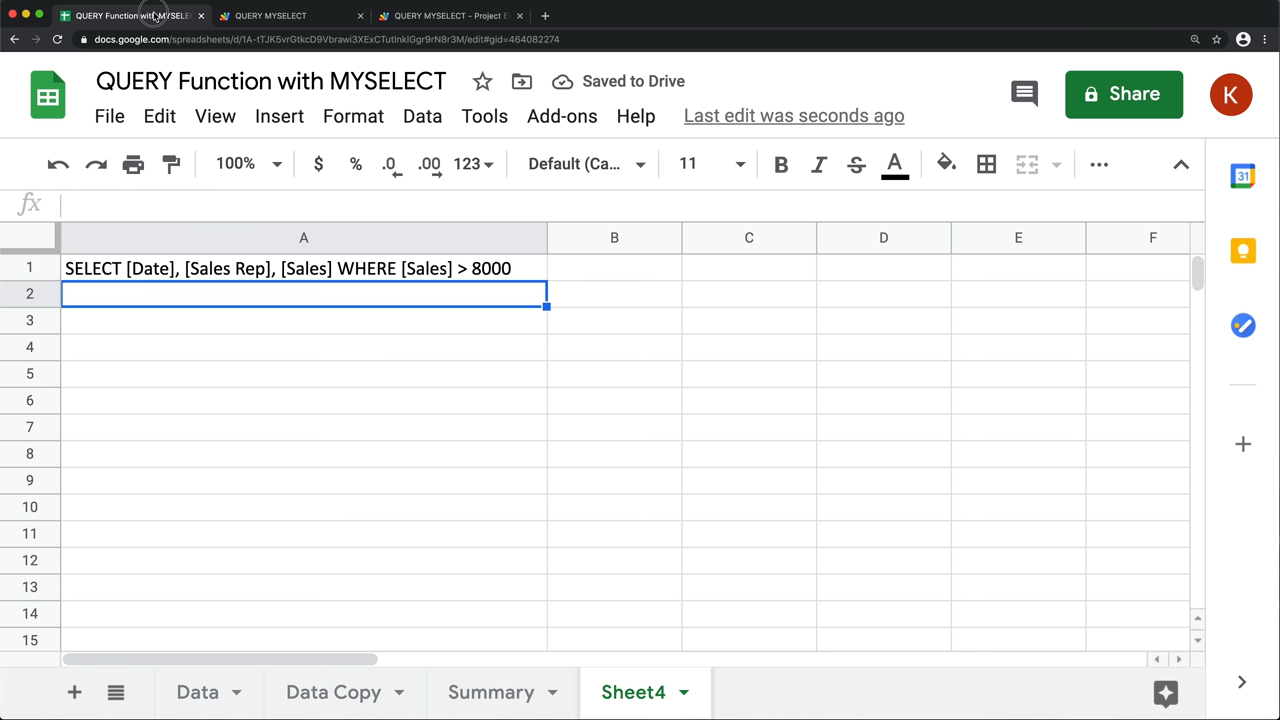 QUERY Function with MYSELE
QUERY MYSELECT
QUERY MYSELECT - Project E
docs.google.com/spreadsheets/d/1A-tTJK5vrGtkcD9Vbrawi3XExCTutInklGgr9rN8r3M/edit#gid=464082274
QUERY Function with MYSELECT
Saved to Drive
Share
K
File Edit View Insert Format Data Tools Add-ons Help Last edit was seconds ago
100% $ % .0 .00 123 Default (Ca... 11 B I S A
fx
A B C D E F
1 SELECT [Date], [Sales Rep], [Sales] WHERE [Sales] > 8000
2
3
4
5
6
7
8
9
10
11
12
13
14
15
31
Data Data Copy Summary Sheet4